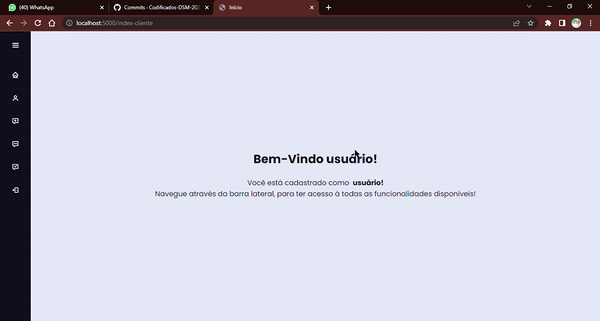 (40) WhatsApp
Commits · Codificados-DSM-202
Início
localhost:5000/index-cliente
Bem-Vindo usuário!
Você está cadastrado como usuário!
Navegue através da barra lateral, para ter acesso à todas as funcionalidades disponíveis!